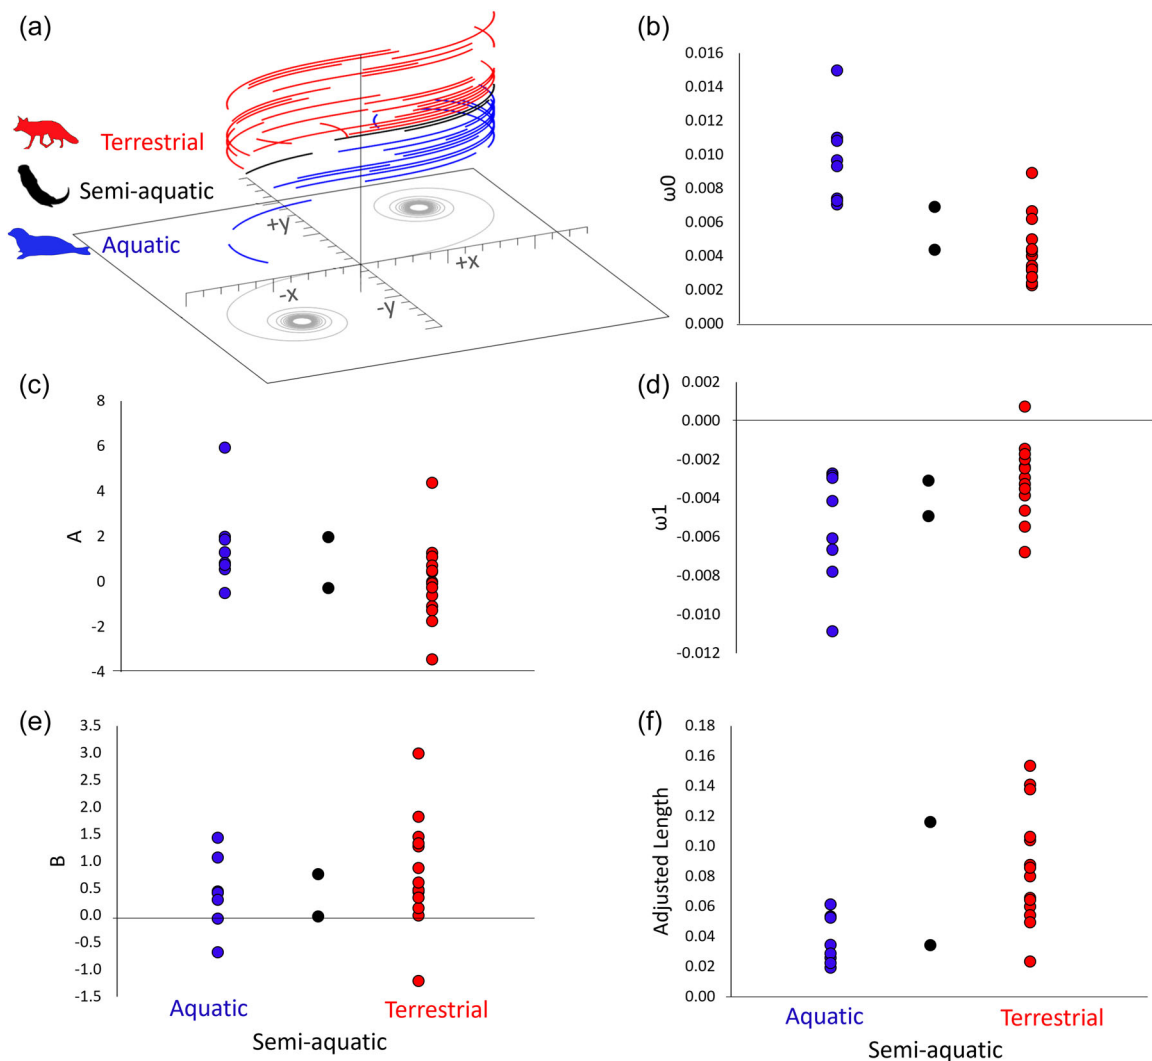 (a)
Terrestrial
Semi-aquatic
Aquatic
+y
+x
-x
-y
(b)
ω0
0.016
0.014
0.012
0.010
0.008
0.006
0.004
0.002
0.000
(c)
A
8
6
4
2
0
-2
-4
(d)
ω1
0.002
0.000
-0.002
-0.004
-0.006
-0.008
-0.010
-0.012
(e)
B
3.5
3.0
2.5
2.0
1.5
1.0
0.5
0.0
-0.5
-1.0
-1.5
Aquatic
Terrestrial
Semi-aquatic
(f)
Adjusted Length
0.18
0.16
0.14
0.12
0.10
0.08
0.06
0.04
0.02
0.00
Aquatic
Terrestrial
Semi-aquatic